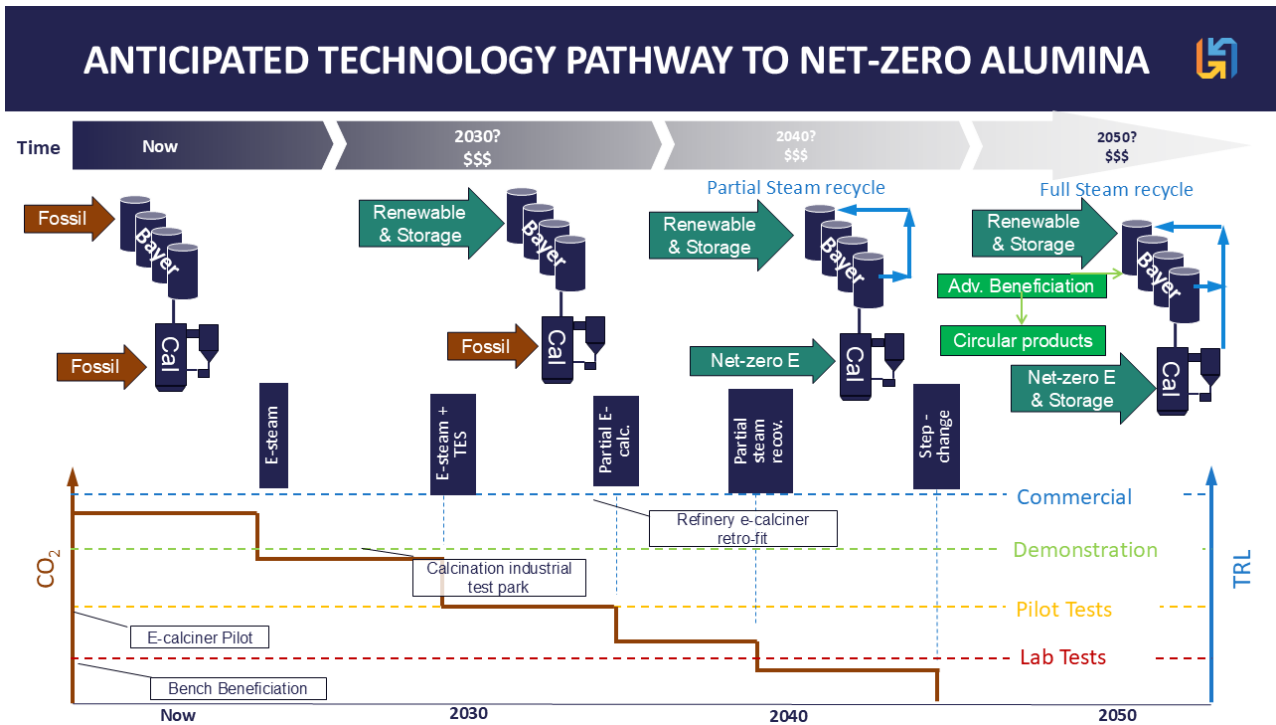 ANTICIPATED TECHNOLOGY PATHWAY TO NET-ZERO ALUMINA
Time
Now
2030?
$$$
2040?
$$$
2050?
$$$
Fossil
Bayer
Fossil
Cal
Renewable
& Storage
Bayer
Fossil
Cal
Partial Steam recycle
Renewable
& Storage
Bayer
Net-zero E
Cal
Full Steam recycle
Renewable
& Storage
Bayer
Adv. Beneficiation
Circular products
Net-zero E
& Storage
Cal
E-steam
E-steam +
TES
Partial E-
calc.
Partial
steam
recov.
Step -
change
CO₂
TRL
Commercial
Refinery e-calciner
retro-fit
Demonstration
Calcination industrial
test park
Pilot Tests
E-calciner Pilot
Lab Tests
Bench Beneficiation
Now
2030
2040
2050